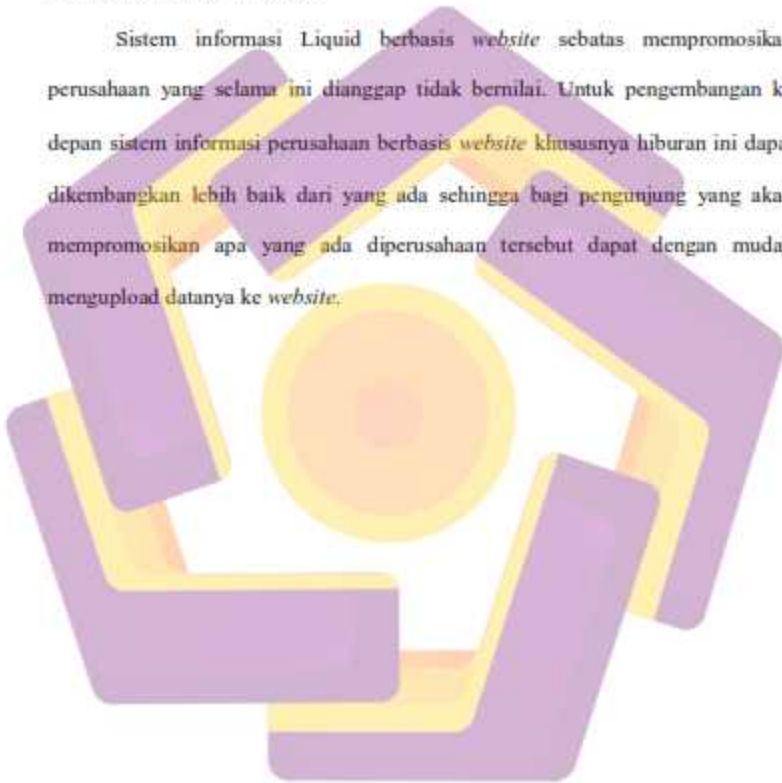 Sistem informasi Liquid berbasis website sebatas mempromosika
perusahaan yang selama ini dianggap tidak bernilai. Untuk pengembangan k
depan sistem informasi perusahaan berbasis website khususnya hiburan ini dapa
dikembangkan lebih baik dari yang ada sehingga bagi pengunjung yang aka
mempromosikan apa yang ada diperusahaan tersebut dapat dengan muda
mengupload datanya ke website.